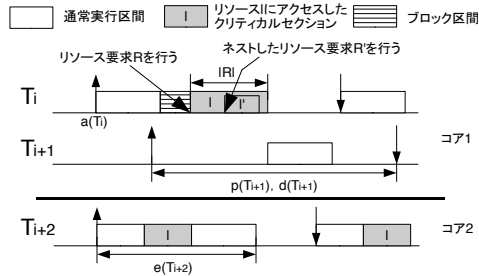 通常実行区間
l
リソースlにアクセスした
クリティカルセクション
ブロック区間
リソース要求Rを行う
ネストしたリソース要求R'を行う
|R|
Ti
l
l'
a(Ti)
コア1
Ti+1
p(Ti+1), d(Ti+1)
Ti+2
l
l
コア2
e(Ti+2)